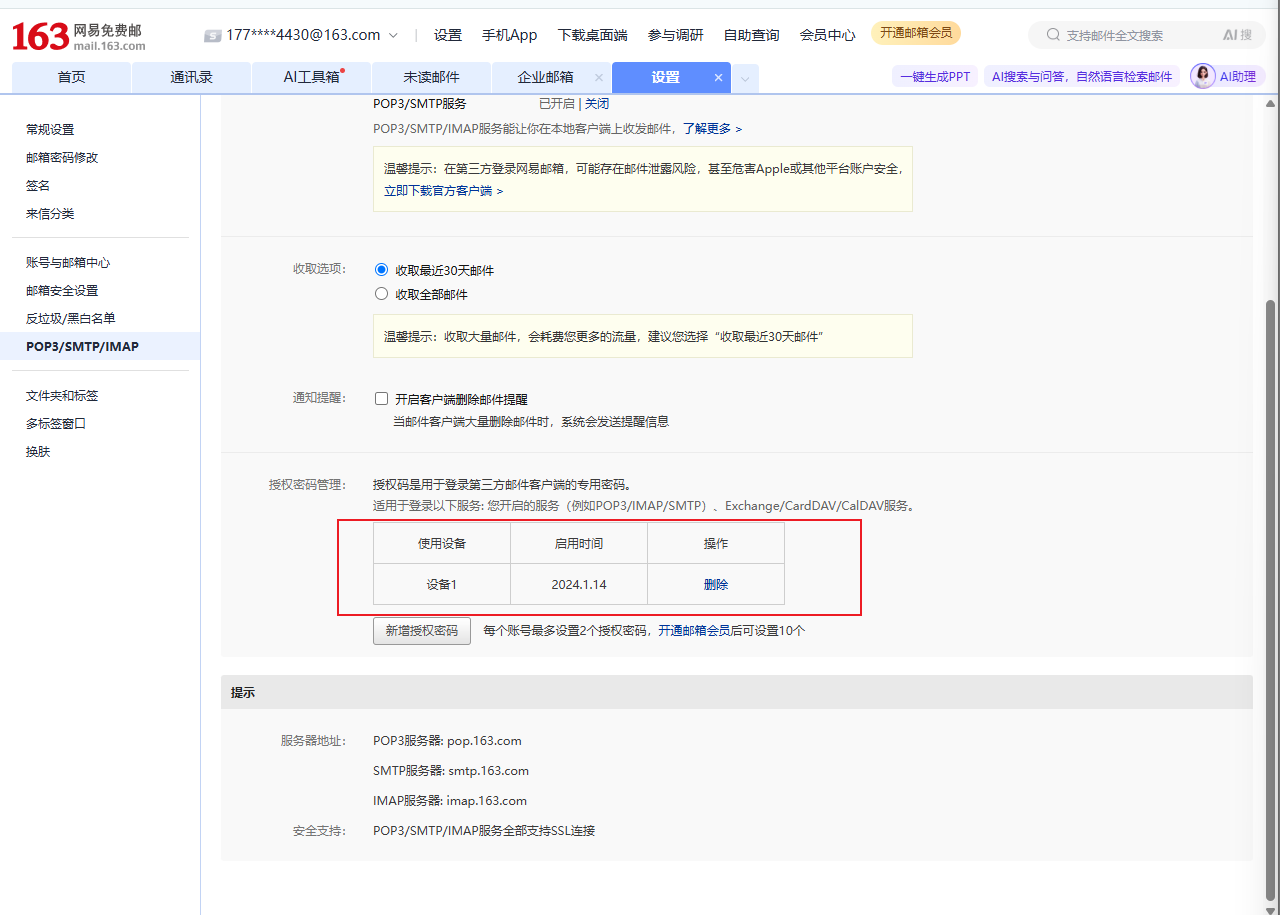 163 网易免费邮
mail.163.com
177****4430@163.com | 设置 手机App 下载桌面端 参与调研 自助查询 会员中心 开通邮箱会员
支持邮件全文搜索 AI搜
首页 通讯录 AI工具箱 未读邮件 企业邮箱 × 设置 ×
一键生成PPT AI搜索与问答，自然语言检索邮件 AI助理
常规设置
邮箱密码修改
签名
来信分类
账号与邮箱中心
邮箱安全设置
反垃圾/黑白名单
POP3/SMTP/IMAP
文件夹和标签
多标签窗口
换肤
POP3/SMTP服务 已开启 | 关闭
POP3/SMTP/IMAP服务能让你在本地客户端上收发邮件，了解更多 >
温馨提示：在第三方登录网易邮箱，可能存在邮件泄露风险，甚至危害Apple或其他平台账户安全，
立即下载官方客户端 >
收取选项： 收取最近30天邮件
收取全部邮件
温馨提示：收取大量邮件，会耗费您更多的流量，建议您选择“收取最近30天邮件”
通知提醒： 开启客户端删除邮件提醒
当邮件客户端大量删除邮件时，系统会发送提醒信息
授权密码管理： 授权码是用于登录第三方邮件客户端的专用密码。
适用于登录以下服务: 您开启的服务（例如POP3/IMAP/SMTP）、Exchange/CardDAV/CalDAV服务。
使用设备 启用时间 操作
设备1 2024.1.14 删除
新增授权密码 每个账号最多设置2个授权密码，开通邮箱会员后可设置10个
提示
服务器地址： POP3服务器: pop.163.com
SMTP服务器: smtp.163.com
IMAP服务器: imap.163.com
安全支持： POP3/SMTP/IMAP服务全部支持SSL连接